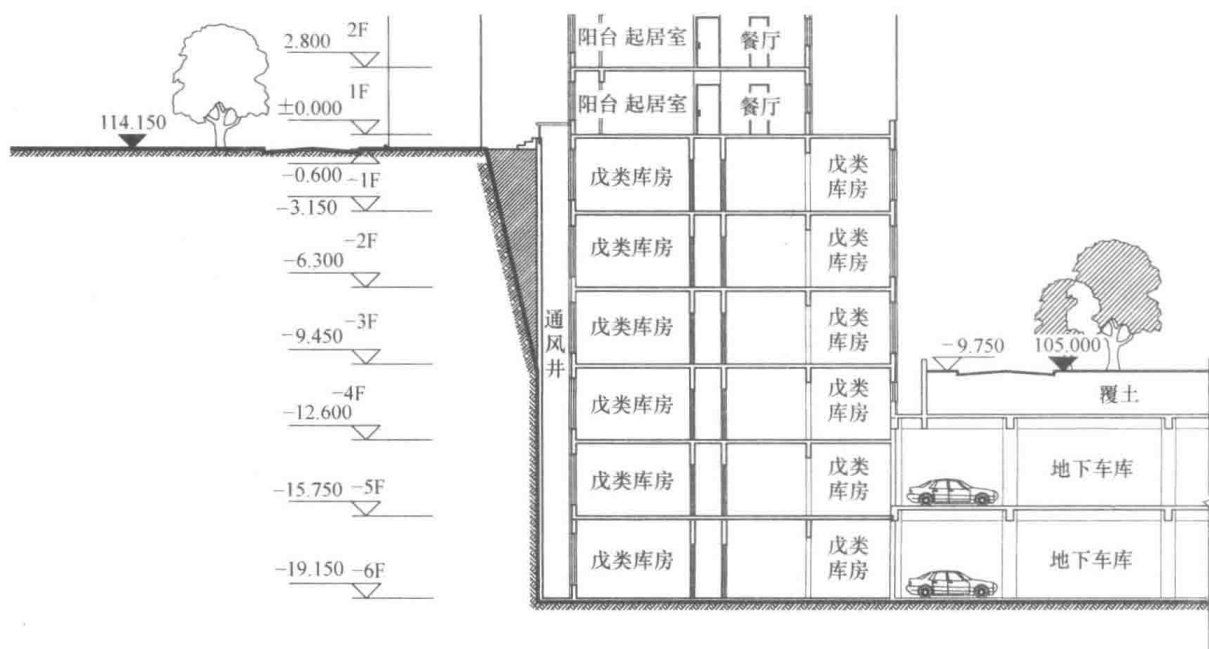 2F
2.800
阳台 起居室
餐厅
1F
±0.000
阳台 起居室
餐厅
114.150
-0.600
-1F
-3.150
戊类库房
戊类
库房
-2F
-6.300
戊类库房
戊类
库房
-3F
-9.450
通风井
戊类库房
戊类
库房
-9.750
105.000
-4F
-12.600
戊类库房
戊类
库房
覆土
-15.750
-5F
戊类库房
戊类
库房
地下车库
-19.150
-6F
戊类库房
戊类
库房
地下车库